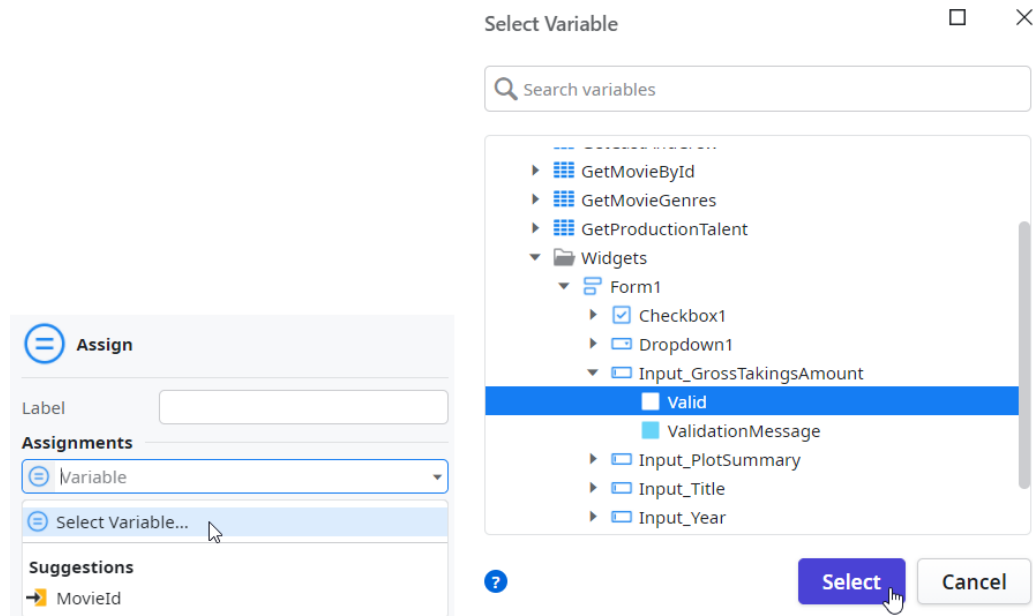 Select Variable
Search variables
GetMovieById
GetMovieGenres
GetProductionTalent
Widgets
Form1
Checkbox1
Dropdown1
Input_GrossTakingsAmount
Valid
ValidationMessage
Input_PlotSummary
Input_Title
Input_Year
?
Select
Cancel
Assign
Label
Assignments
Variable
Select Variable...
Suggestions
MovieId